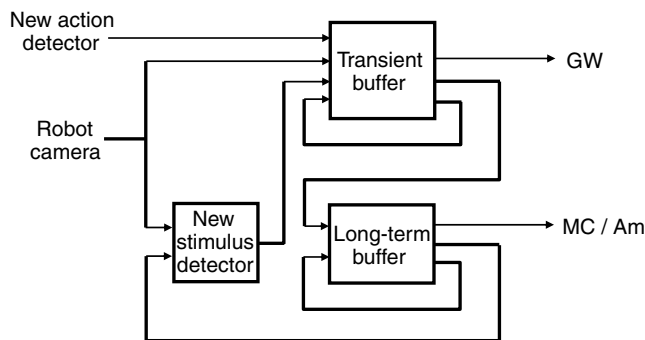 New action
detector
Transient
buffer
GW
Robot
camera
New
stimulus
detector
Long-term
buffer
MC / Am